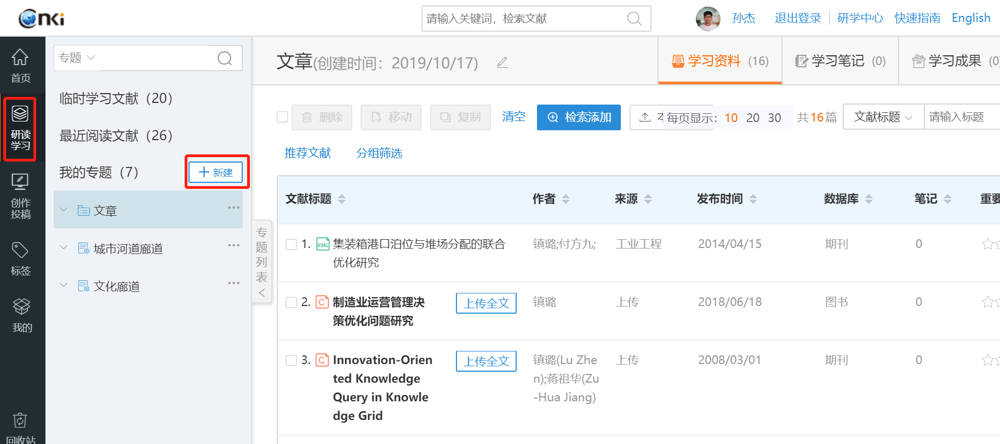 cnki
请输入关键词，检索文献
孙杰
退出登录
研学中心
快速指南
English
首页
研读
学习
创作
投稿
标签
我的
回收站
专题
临时学习文献（20）
最近阅读文献（26）
我的专题（7）
新建
文章
城市河道廊道
文化廊道
专题列表
文章(创建时间：2019/10/17)
学习资料 (16)
学习笔记 (0)
学习成果 (0)
删除
移动
复制
清空
检索添加
每页显示： 10 20 30
共16篇
文献标题
请输入标题
推荐文献
分组筛选
文献标题 作者 来源 发布时间 数据库 笔记 重要
1. XML 集装箱港口泊位与堆场分配的联合 镇璐;付方九; 工业工程 2014/04/15 期刊 0
优化研究
2. C 制造业运营管理决 上传全文 镇璐 上传 2018/06/18 图书 0
策优化问题研究
3. C Innovation-Orien 上传全文 镇璐(Lu Zhe 上传 2008/03/01 期刊 0
ted Knowledge n);蒋祖华(Zu
Query in Knowle -Hua Jiang)
dge Grid